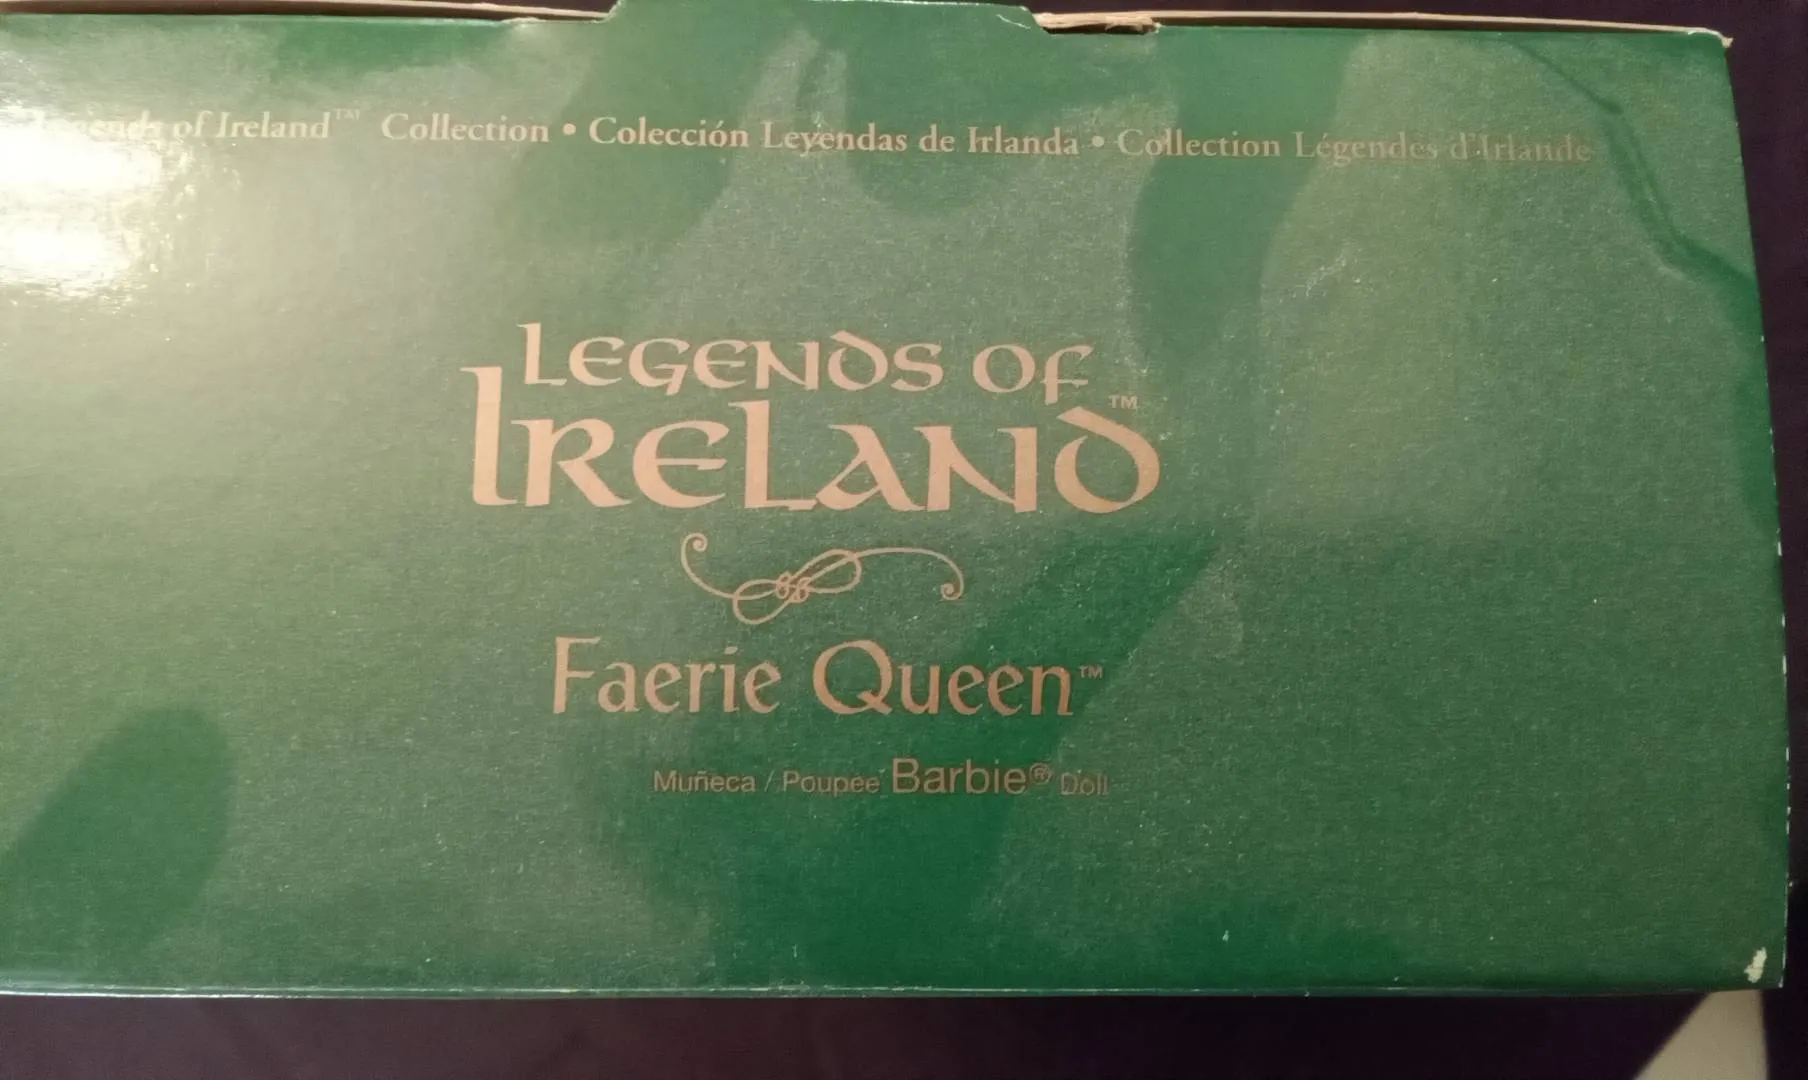 Legends of Ireland™ Collection • Colección Leyendas de Irlanda • Collection Légendes d'Irlande
LEGENDS OF
IRELAND™
Faerie Queen™
Muñeca / Poupée Barbie® Doll